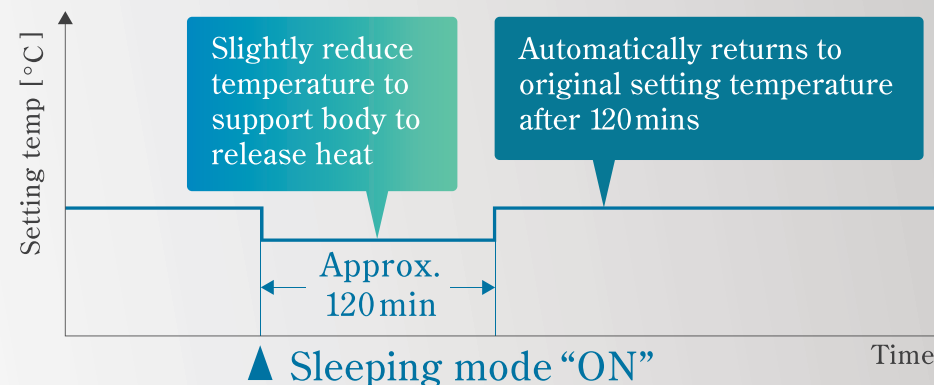 Setting temp [°C]
Slightly reduce
temperature to
support body to
release heat
Automatically returns to
original setting temperature
after 120 mins
Approx.
120 min
Time
Sleeping mode “ON”